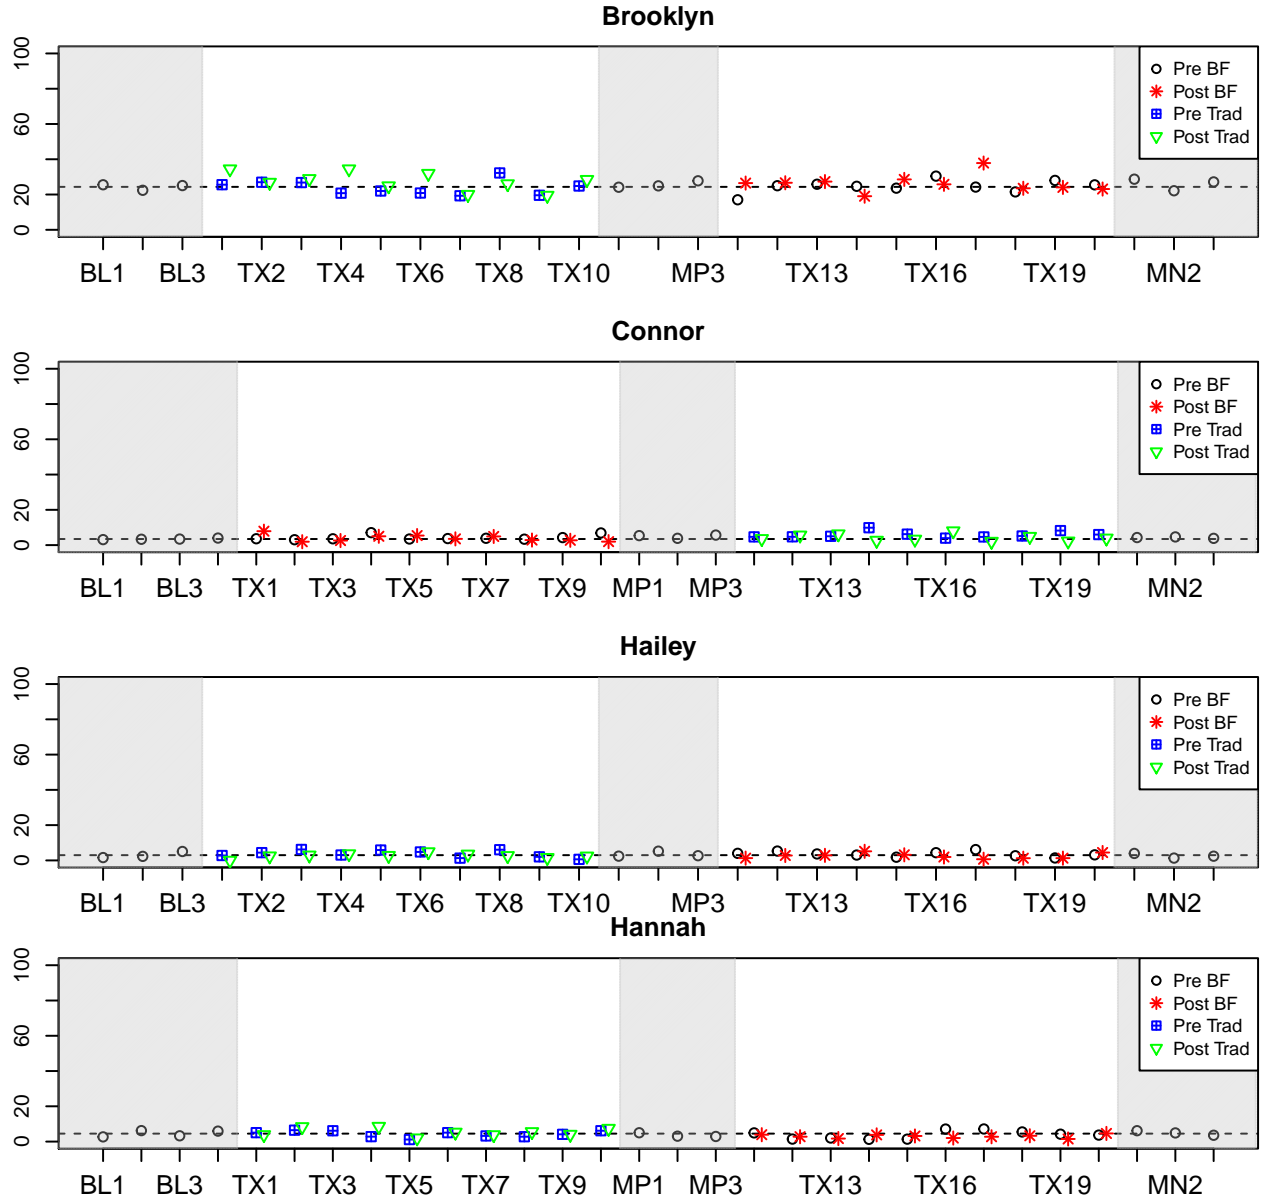 Brooklyn
100
60
20
0
Pre BF
Post BF
Pre Trad
Post Trad
BL1 BL3 TX2 TX4 TX6 TX8 TX10 MP3 TX13 TX16 TX19 MN2
Connor
100
60
20
0
Pre BF
Post BF
Pre Trad
Post Trad
BL1 BL3 TX1 TX3 TX5 TX7 TX9 MP1 MP3 TX13 TX16 TX19 MN2
Hailey
100
60
20
0
Pre BF
Post BF
Pre Trad
Post Trad
BL1 BL3 TX2 TX4 TX6 TX8 TX10 MP3 TX13 TX16 TX19 MN2
Hannah
100
60
20
0
Pre BF
Post BF
Pre Trad
Post Trad
BL1 BL3 TX1 TX3 TX5 TX7 TX9 MP1 MP3 TX13 TX16 TX19 MN2